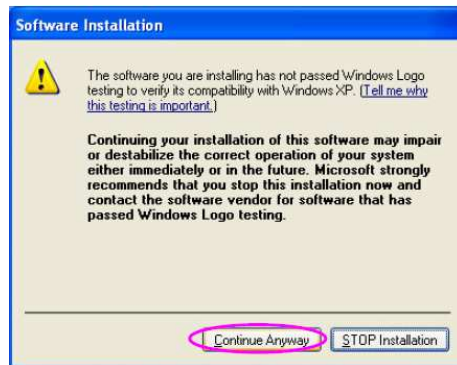 Software Installation
The software you are installing has not passed Windows Logo
testing to verify its compatibility with Windows XP. (Tell me why
this testing is important.)
Continuing your installation of this software may impair
or destabilize the correct operation of your system
either immediately or in the future. Microsoft strongly
recommends that you stop this installation now and
contact the software vendor for software that has
passed Windows Logo testing.
Continue Anyway
STOP Installation